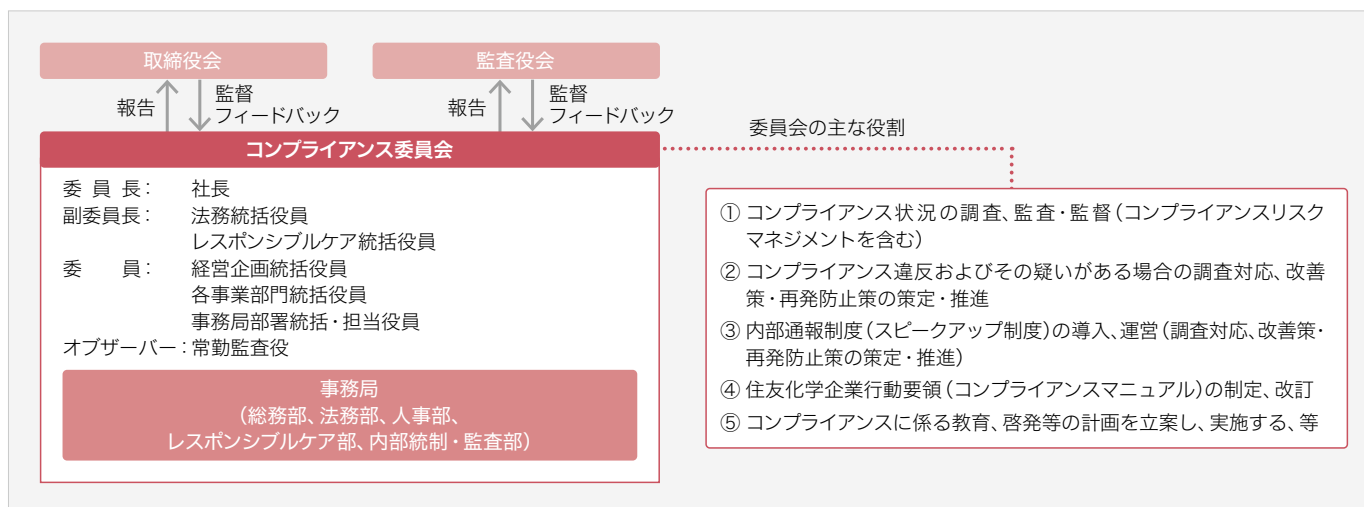 取締役会
監査役会
報告
監督
フィードバック
報告
監督
フィードバック
コンプライアンス委員会
委員長： 社長
副委員長： 法務統括役員
レスポンシブルケア統括役員
委員： 経営企画統括役員
各事業部門統括役員
事務局部署統括・担当役員
オブザーバー：常勤監査役
事務局
（総務部、法務部、人事部、
レスポンシブルケア部、内部統制・監査部）
委員会の主な役割
① コンプライアンス状況の調査、監査・監督（コンプライアンスリスク
マネジメントを含む）
② コンプライアンス違反およびその疑いがある場合の調査対応、改善
策・再発防止策の策定・推進
③ 内部通報制度（スピークアップ制度）の導入、運営（調査対応、改善策・
再発防止策の策定・推進）
④ 住友化学企業行動要領（コンプライアンスマニュアル）の制定、改訂
⑤ コンプライアンスに係る教育、啓発等の計画を立案し、実施する、等